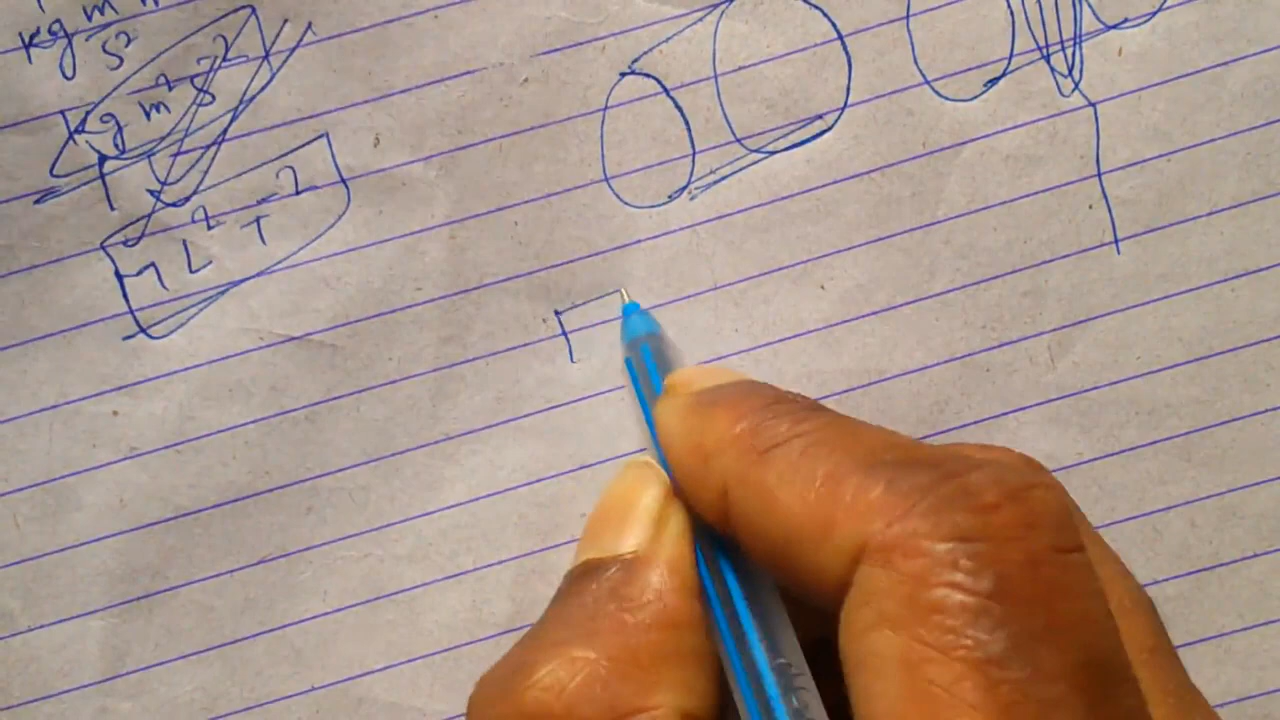 kg m
s²
kg m² s⁻²
M L² T⁻²